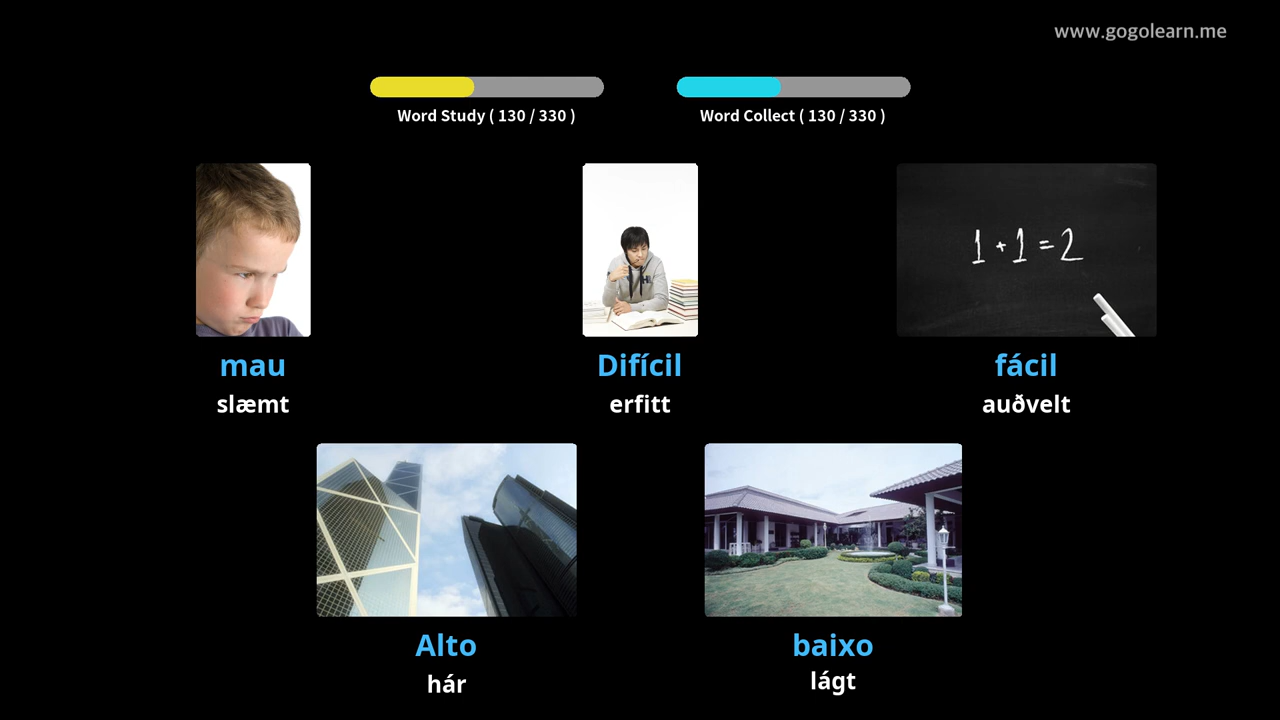 www.gogolearn.me
Word Study ( 130 / 330 )
Word Collect ( 130 / 330 )
1 + 1 = 2
mau
Difícil
fácil
slæmt
erfitt
auðvelt
Alto
baixo
hár
lágt